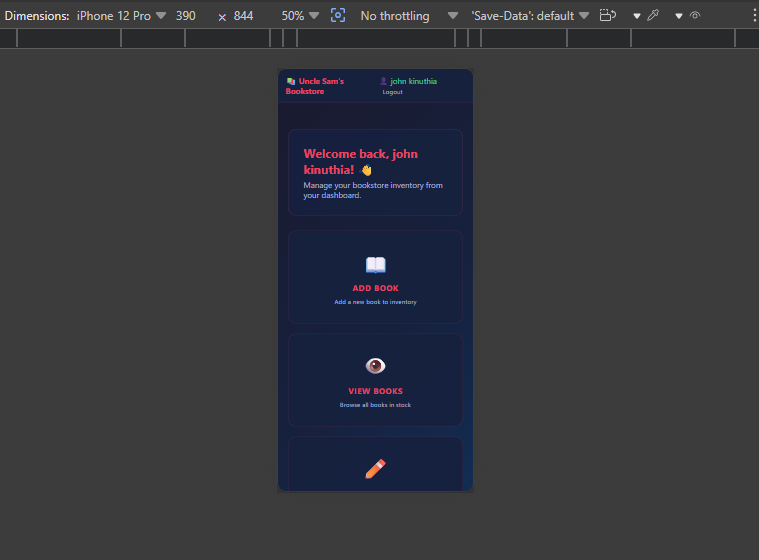 Dimensions: iPhone 12 Pro 390 × 844 50% No throttling 'Save-Data': default
Uncle Sam's
Bookstore
john kinuthia
Logout
Welcome back, john
kinuthia! 👋
Manage your bookstore inventory from
your dashboard.
ADD BOOK
Add a new book to inventory
VIEW BOOKS
Browse all books in stock